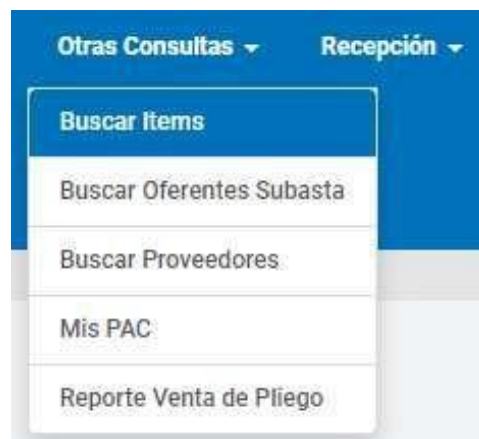 Otras Consultas Recepción
Buscar Items
Buscar Oferentes Subasta
Buscar Proveedores
Mis PAC
Reporte Venta de Pliego